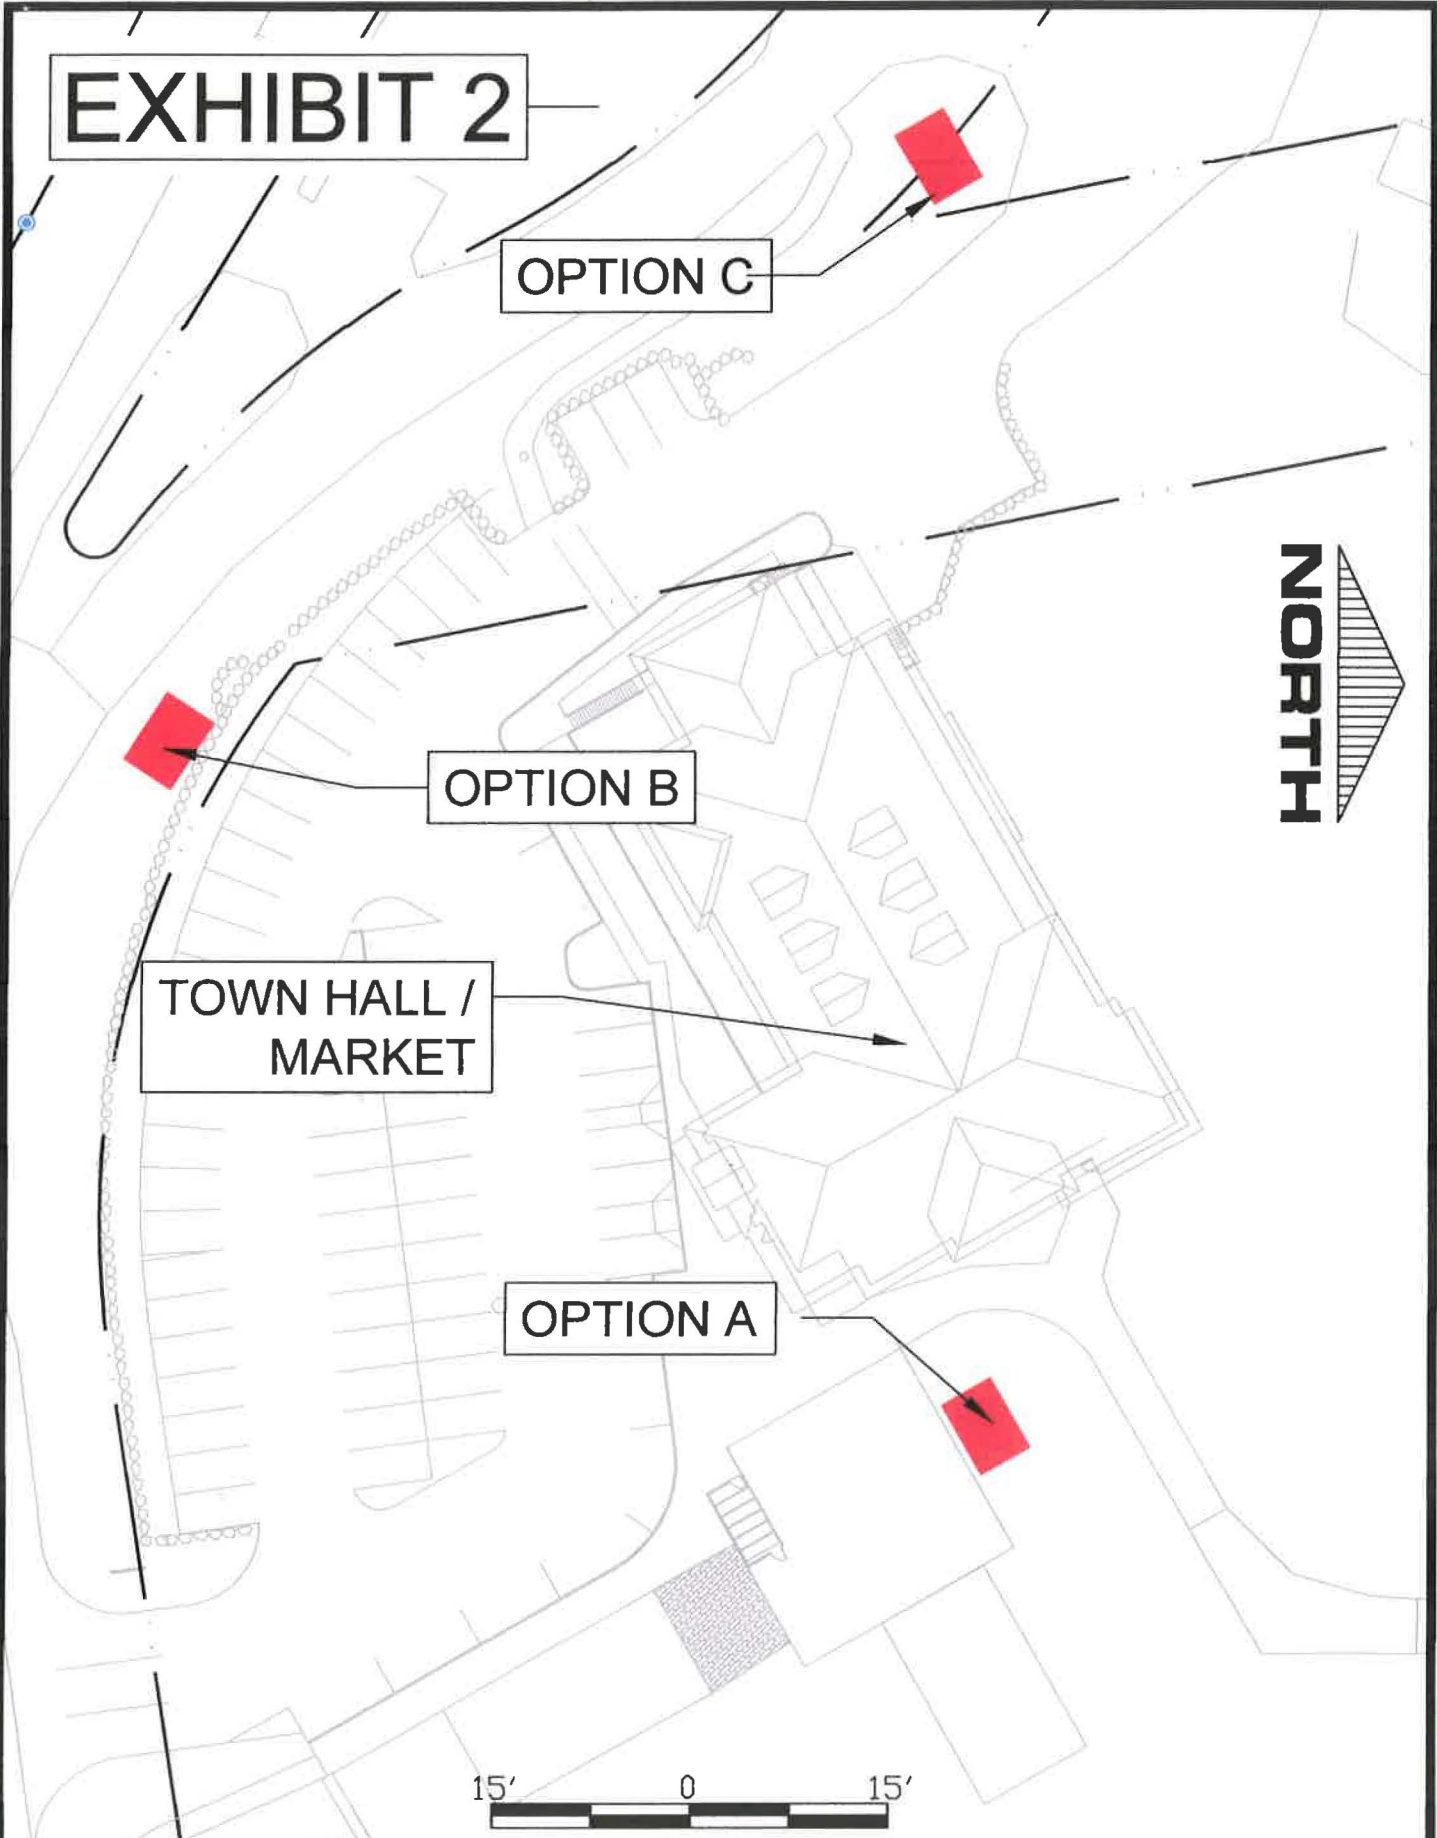 EXHIBIT 2
OPTION C
NORTH
OPTION B
TOWN HALL /
MARKET
OPTION A
15' 0 15'